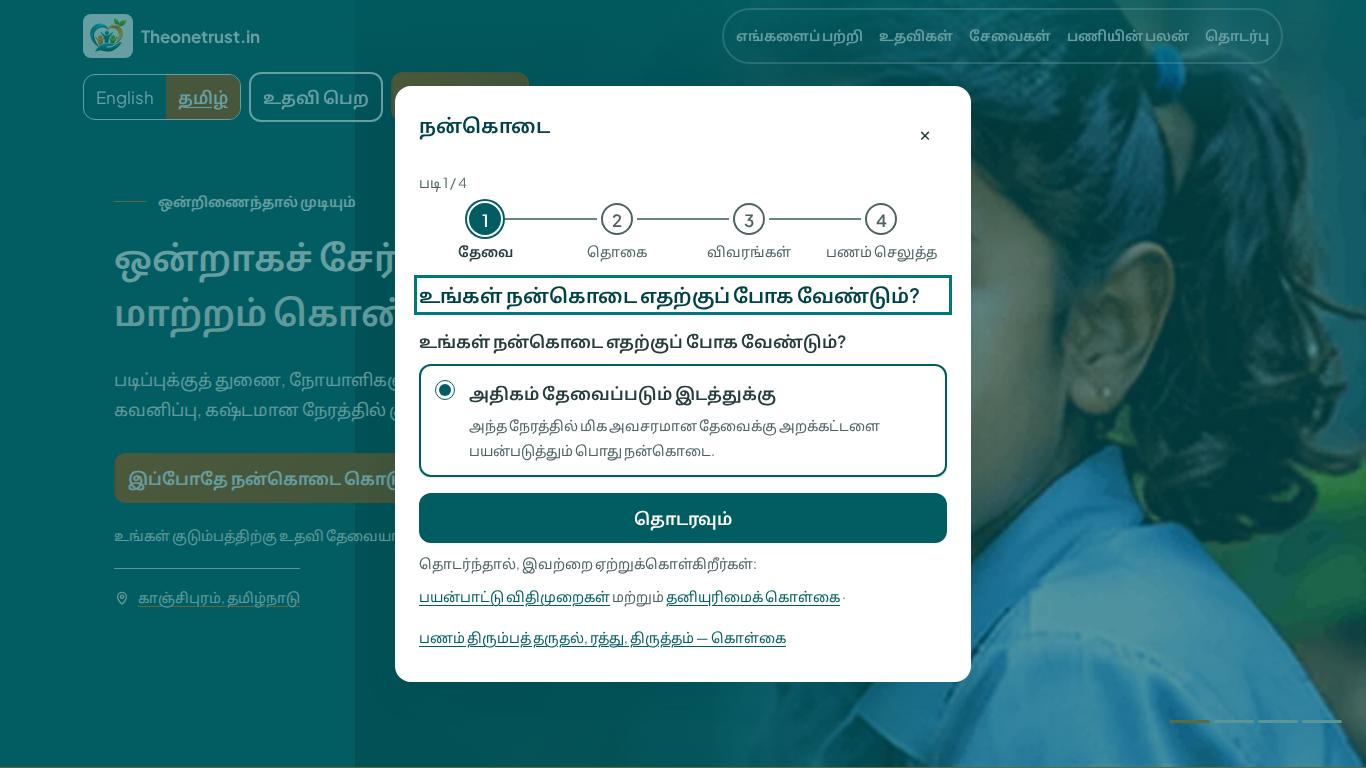 Theonetrust.in
எங்களைப் பற்றி உதவிகள் சேவைகள் பணியின் பலன் தொடர்பு
English தமிழ் உதவி பெற
ஒன்றிணைந்தால் முடியும்
ஒன்றாகச் சேர்
மாற்றம்
படிப்புக்குத் துணை,
கவனிப்பு, கஷ்டமான நேரத்தில்
இப்போதே நன்கொடை
உங்கள் குடும்பத்திற்கு உதவி
காஞ்சிபுரம், தமிழ்நாடு
நன்கொடை
×
படி 1 / 4
1 2 3 4
தேவை தொகை விவரங்கள் பணம் செலுத்த
உங்கள் நன்கொடை எதற்குப் போக வேண்டும்?
உங்கள் நன்கொடை எதற்குப் போக வேண்டும்?
அதிகம் தேவைப்படும் இடத்துக்கு
அந்த நேரத்தில் மிக அவசரமான தேவைக்கு அறக்கட்டளை
பயன்படுத்தும் பொது நன்கொடை.
தொடரவும்
தொடர்ந்தால், இவற்றை ஏற்றுக்கொள்கிறீர்கள்:
பயன்பாட்டு விதிமுறைகள் மற்றும் தனியுரிமைக் கொள்கை ·
பணம் திரும்பத் தருதல், ரத்து, திருத்தம் — கொள்கை